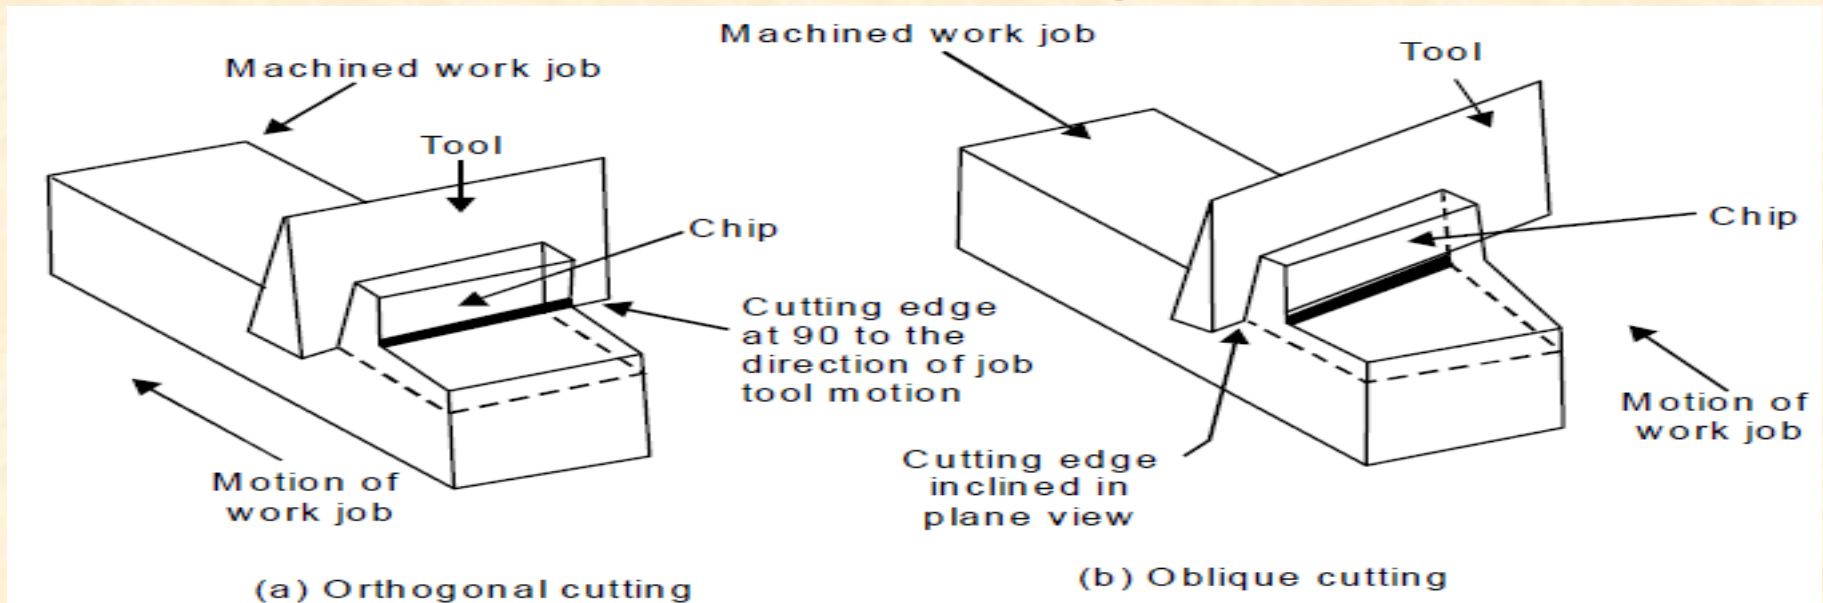 Machined work job
Tool
Chip
Cutting edge
at 90 to the
direction of job
tool motion
Motion of
work job
(a) Orthogonal cutting
Machined work job
Tool
Chip
Motion of
work job
Cutting edge
inclined in
plane view
(b) Oblique cutting